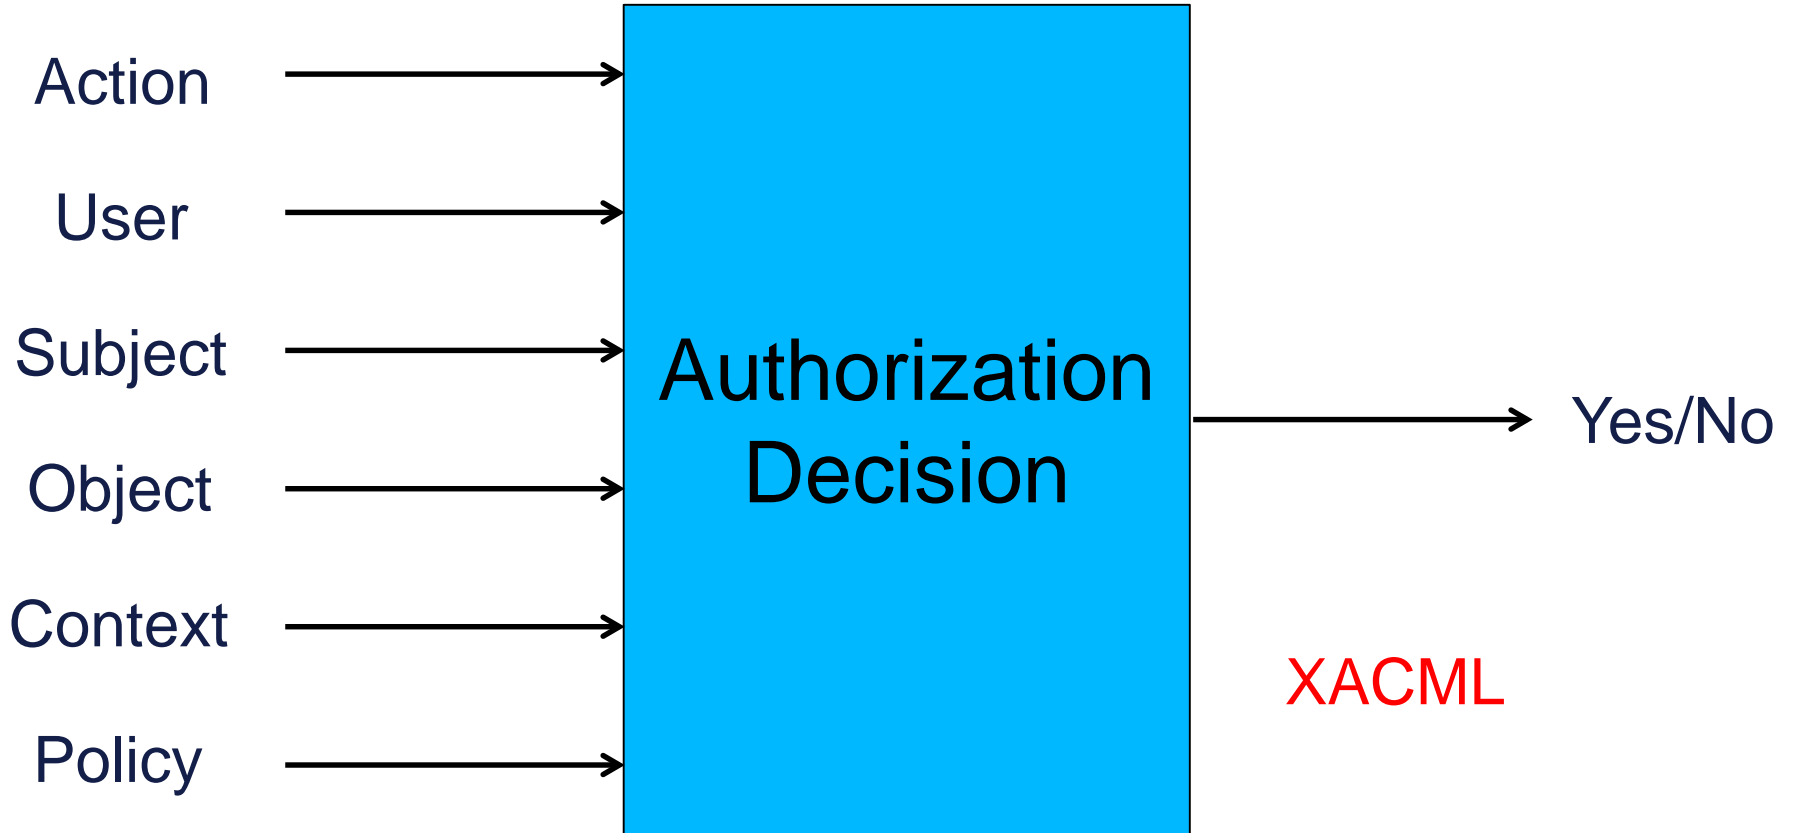 Action
User
Subject
Object
Context
Policy
Authorization
Decision
Yes/No
XACML